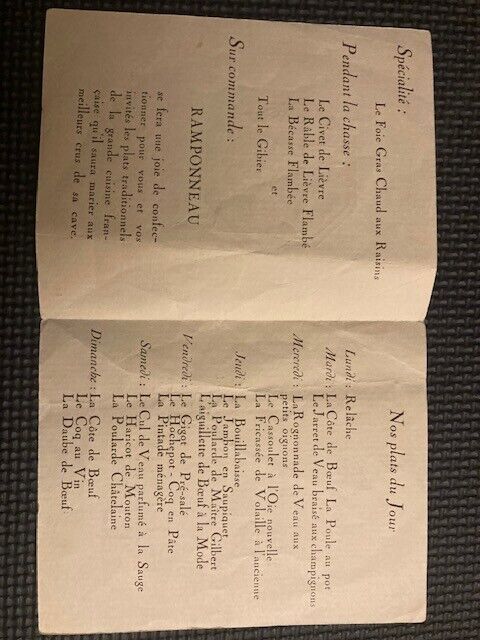 Spécialité :
Le Foie Gras Chaud aux Raisins
Pendant la chasse :
Le Civet de Lièvre
Le Râble de Lièvre Flambé
La Bécasse Flambée
et
Tout le Gibier
Sur commande :
RAMPONNEAU
se fera une joie de confec-
tionner pour vous et vos
invités les plats traditionnels
de la grande cuisine fran-
çaise qu'il saura marier aux
meilleurs crus de sa cave.
Nos plats du Jour
Lundi : Relâche
Mardi : La Côte de Bœuf La Poule au pot
Le Jarret de Veau braisé aux champignons
Mercredi : La Rognonnade de Veau aux
petits oignons
Le Cassoulet à l'Oie nouvelle
La Fricassée de Volaille à l'ancienne
Jeudi : La Bouillabaisse
Le Jambon en Saupiquet
La Poularde de Maître Gilbert
L'aiguillette de Bœuf à la Mode
Vendredi : Le Gigot de Pré-salé
Le Hochepot - Coq en Pâte
La Pintade ménagère
Samedi : Le Cul de Veau parfumé à la Sauge
Le Haricot de Mouton
La Poularde Châtelaine
Dimanche : La Côte de Bœuf
Le Coq au Vin
La Daube de Bœuf